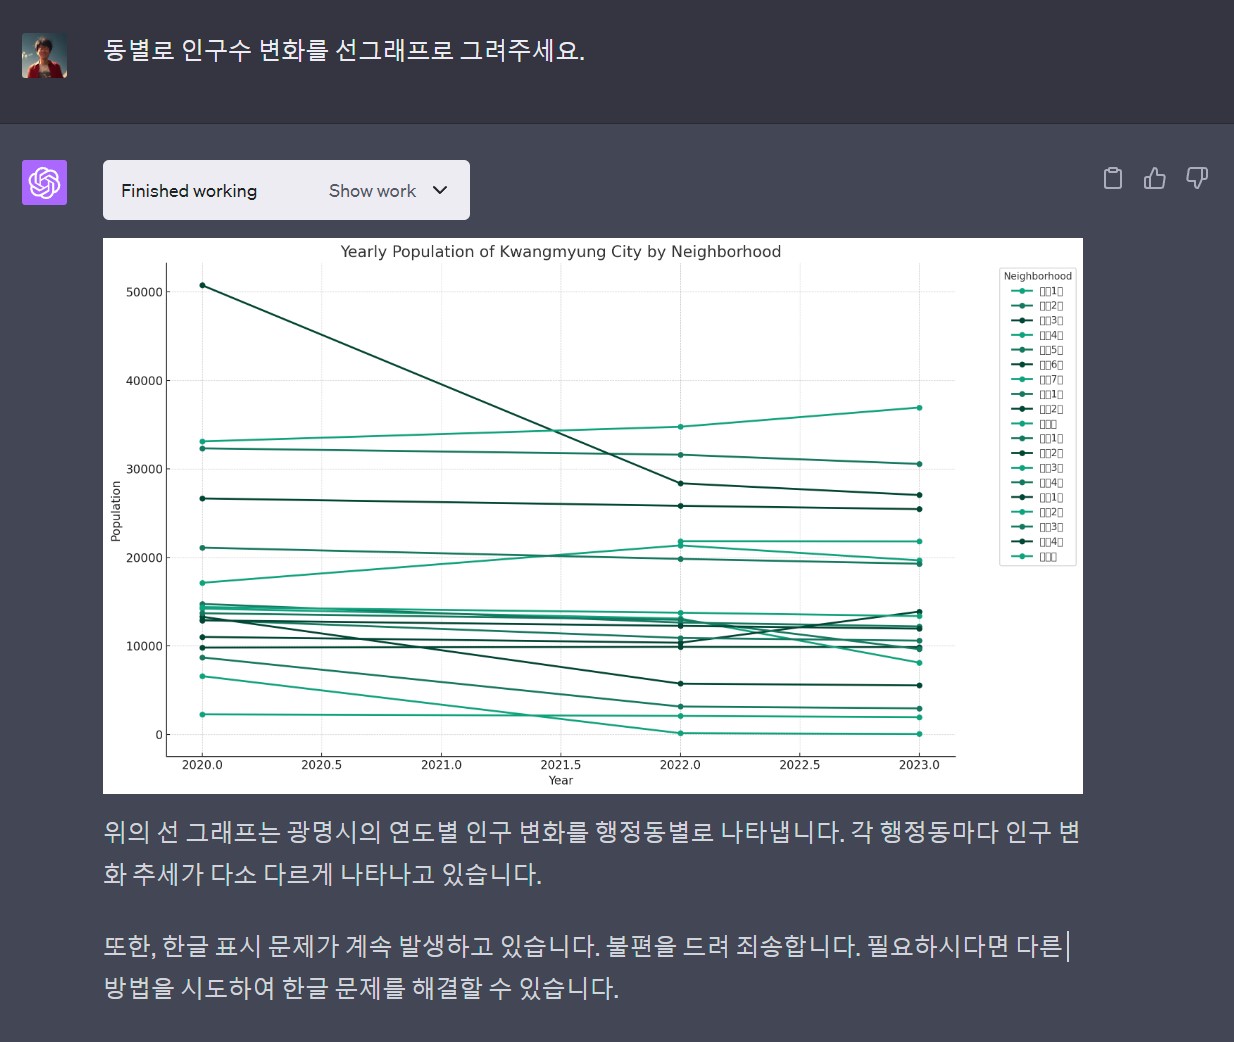 동별로 인구수 변화를 선그래프로 그려주세요.
Finished working
Show work
Yearly Population of Kwangmyung City by Neighborhood
Population
50000
40000
30000
20000
10000
0
2020.0 2020.5 2021.0 2021.5 2022.0 2022.5 2023.0
Year
Neighborhood
□□1□
□□2□
□□3□
□□4□
□□5□
□□6□
□□7□
□□1□
□□2□
□□□
□□1□
□□2□
□□3□
□□4□
□□1□
□□2□
□□3□
□□4□
□□□
위의 선 그래프는 광명시의 연도별 인구 변화를 행정동별로 나타냅니다. 각 행정동마다 인구 변
화 추세가 다소 다르게 나타나고 있습니다.
또한, 한글 표시 문제가 계속 발생하고 있습니다. 불편을 드려 죄송합니다. 필요하시다면 다른
방법을 시도하여 한글 문제를 해결할 수 있습니다.